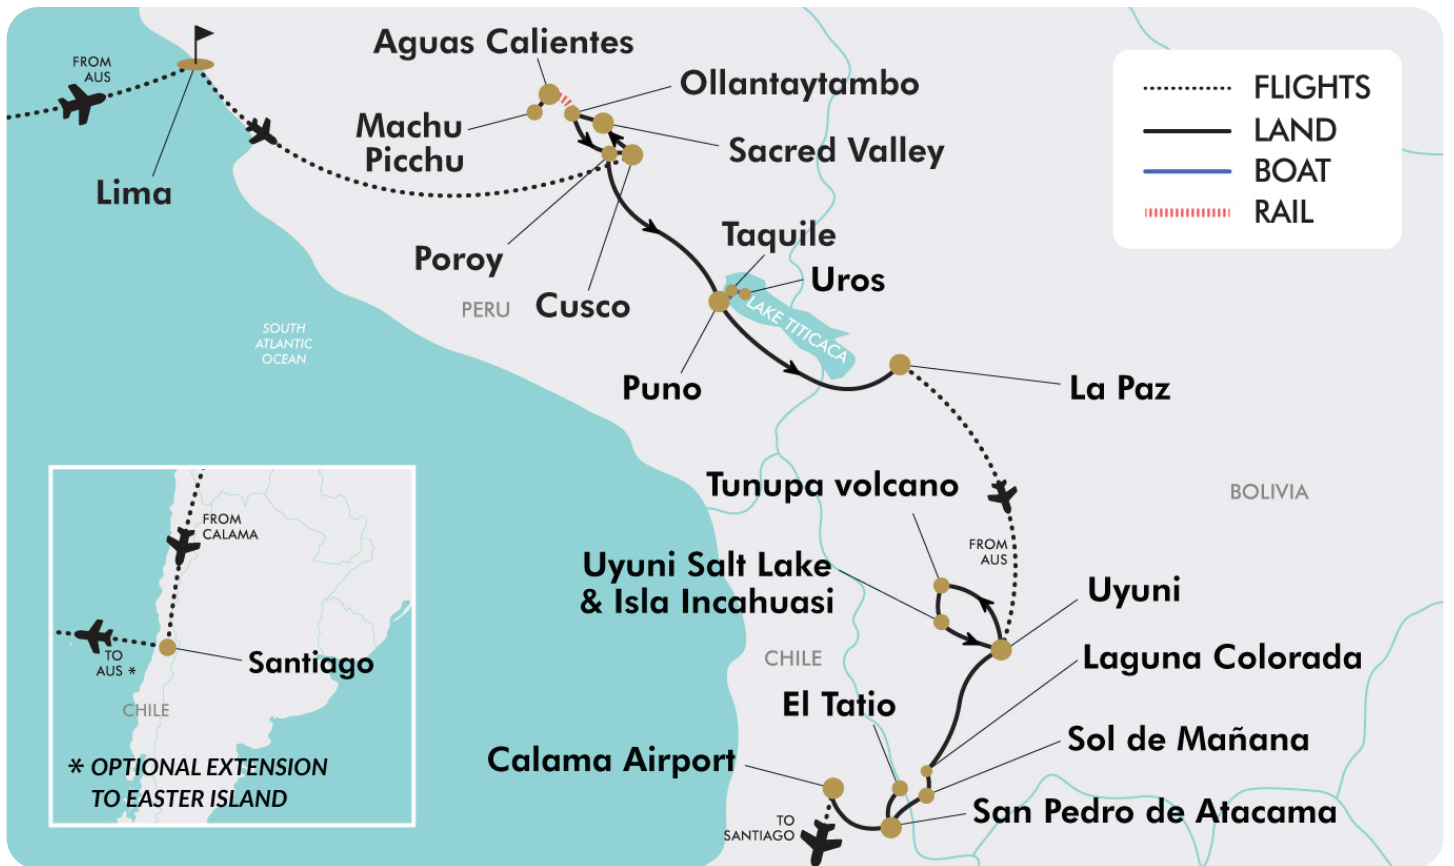 FROM
AUS
Lima
Aguas Calientes
Ollantaytambo
Machu
Picchu
Sacred Valley
FLIGHTS
LAND
BOAT
RAIL
Poroy
Cusco
PERU
Taquile
Uros
LAKE TITICACA
SOUTH
ATLANTIC
OCEAN
Puno
La Paz
Tunupa volcano
BOLIVIA
FROM
AUS
Uyuni Salt Lake
& Isla Incahuasi
Uyuni
CHILE
Laguna Colorada
El Tatio
Sol de Mañana
Calama Airport
San Pedro de Atacama
TO
SANTIAGO
FROM
CALAMA
TO
AUS *
Santiago
CHILE
* OPTIONAL EXTENSION
TO EASTER ISLAND